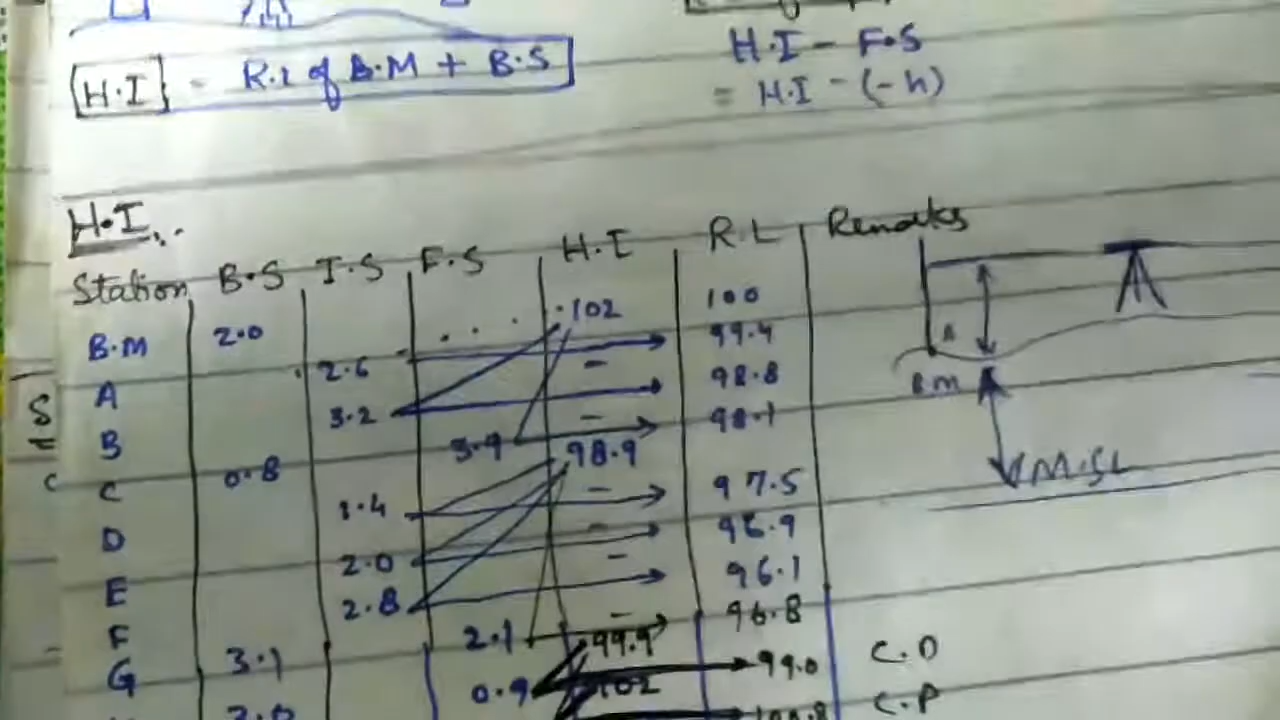 H.I = R.L of B.M + B.S
H.I - F.S
= H.I - (-h)
H.I..
Station B.S I.S F.S H.I R.L Remarks
B.M 2.0 102 100
A 2.6 - 99.4
B 3.2 - 98.8
C 0.8 3.9 98.9 - 98.1
D 1.4 - 97.5
E 2.0 - 96.9
F 2.8 - 96.1
G 3.1 2.1 99.9 - 96.8
0.9 102 99.0 C.P
100.8 C.P
A
B.M
M.S.L